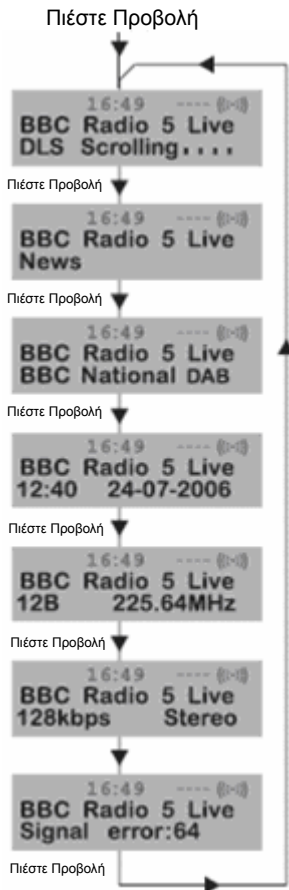 Πιέστε Προβολή
16:49 ----
BBC Radio 5 Live
DLS Scrolling....
Πιέστε Προβολή
16:49 ----
BBC Radio 5 Live
News
Πιέστε Προβολή
16:49 ----
BBC Radio 5 Live
BBC National DAB
Πιέστε Προβολή
16:49 ----
BBC Radio 5 Live
12:40 24-07-2006
Πιέστε Προβολή
16:49 ----
BBC Radio 5 Live
12B 225.64MHz
Πιέστε Προβολή
16:49 ----
BBC Radio 5 Live
128kbps Stereo
16:49 ----
BBC Radio 5 Live
Signal error:64
Πιέστε Προβολή